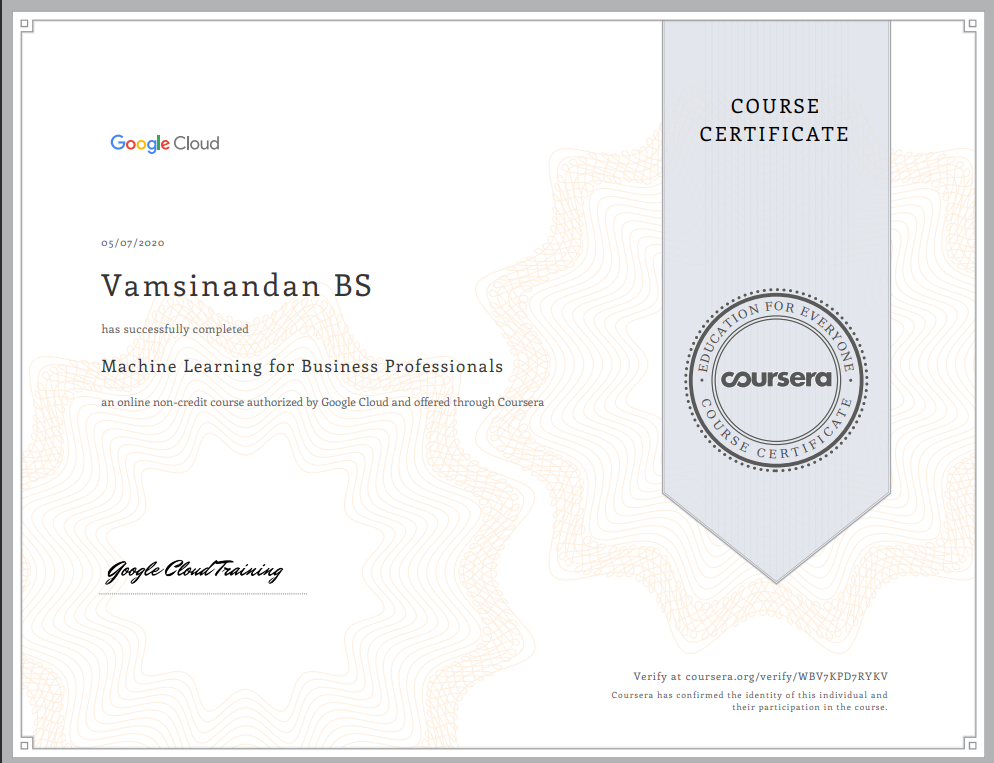 COURSE
CERTIFICATE
Google Cloud
05/07/2020
Vamsinandan BS
has successfully completed
Machine Learning for Business Professionals
an online non-credit course authorized by Google Cloud and offered through Coursera
EDUCATION FOR EVERYONE
coursera
COURSE CERTIFICATE
Google Cloud Training
Verify at coursera.org/verify/WBV7KPD7RYKV
Coursera has confirmed the identity of this individual and
their participation in the course.